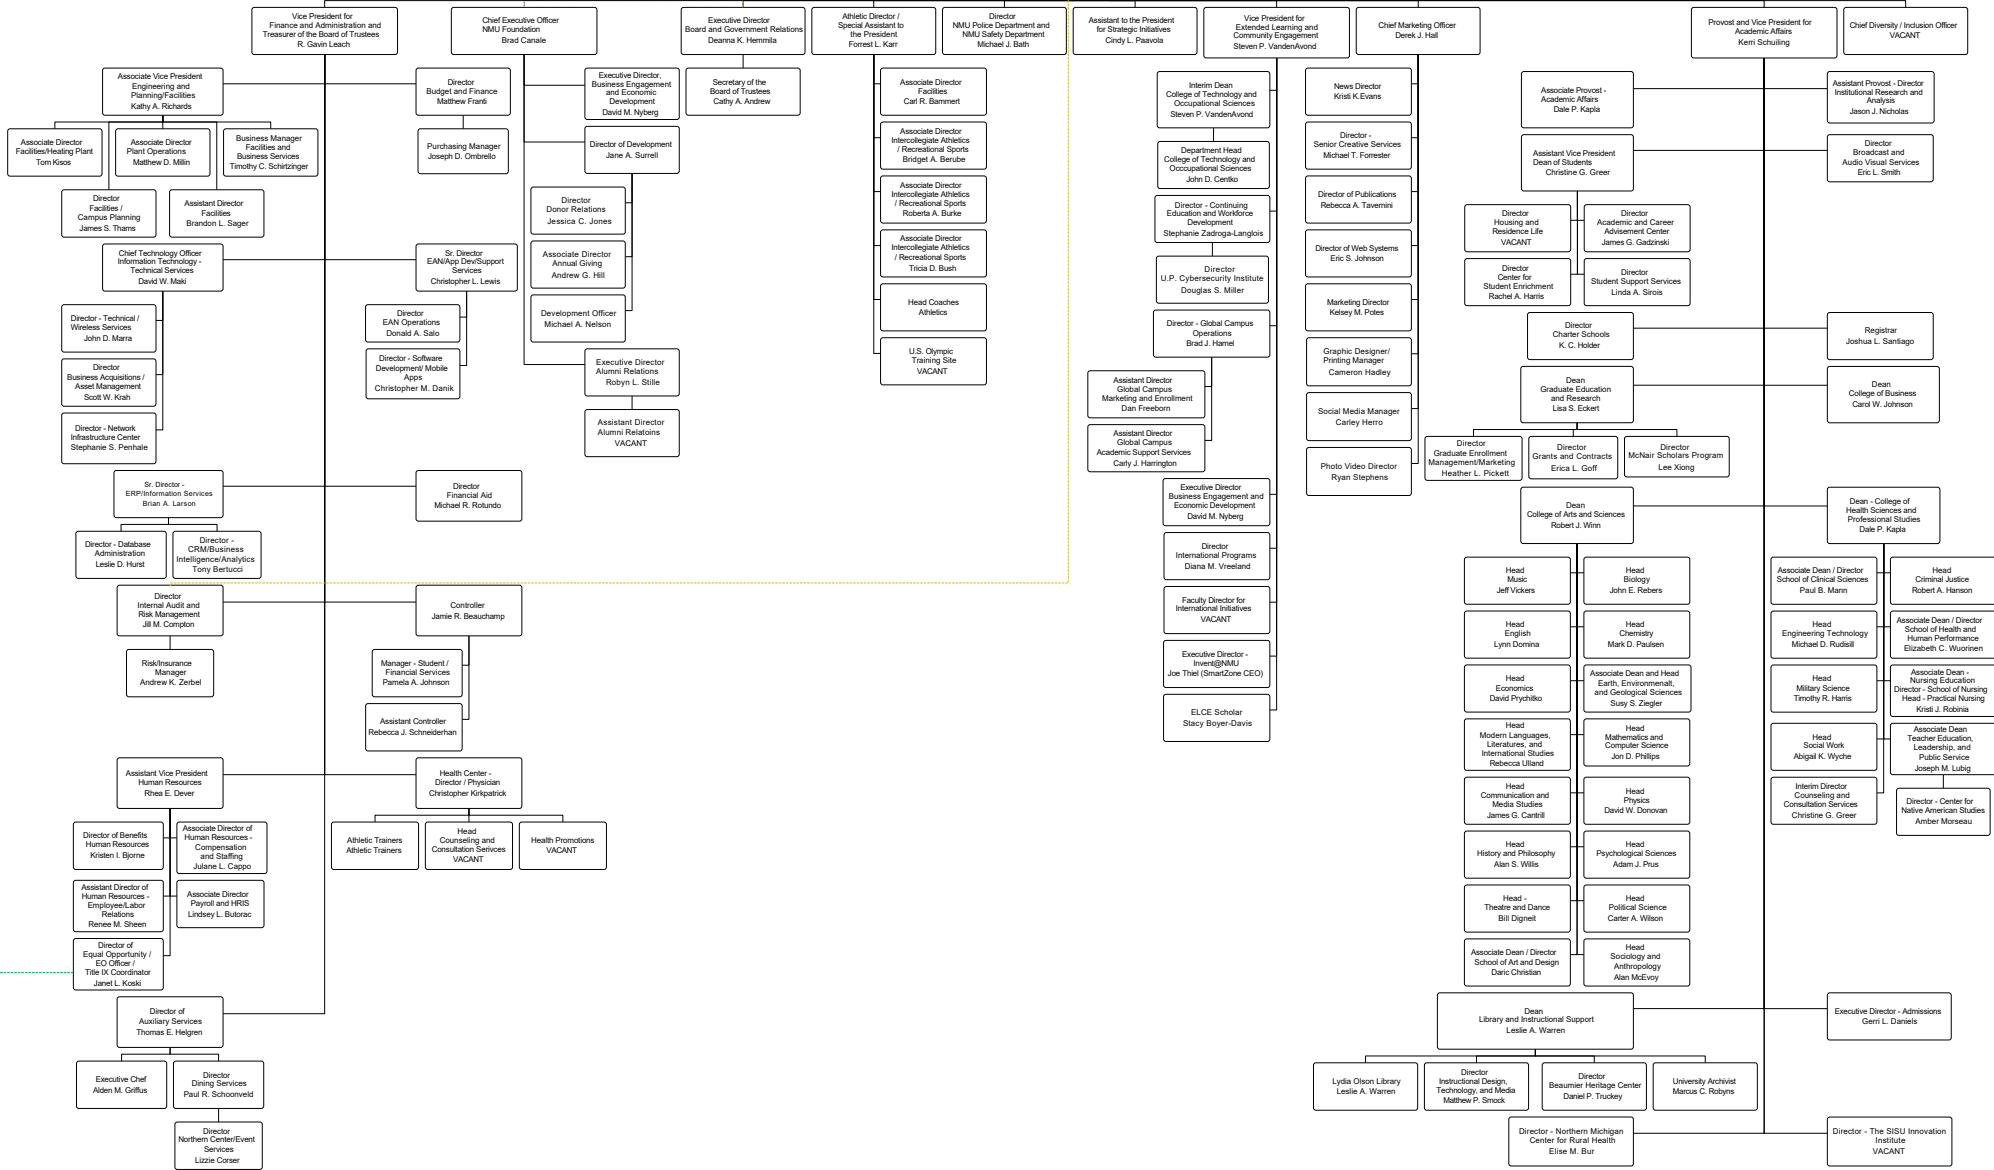 Vice President for
Finance and Administration and
Treasurer of the Board of Trustees
R. Gavin Leach
Chief Executive Officer
NMU Foundation
Brad Canale
Executive Director
Board and Government Relations
Deanna K. Hemmila
Athletic Director /
Special Assistant to
the President
Forrest L. Karr
Director
NMU Police Department and
NMU Safety Department
Michael J. Bath
Assistant to the President
for Strategic Initiatives
Cindy L. Paavola
Vice President for
Extended Learning and
Community Engagement
Steven P. VandenAvond
Chief Marketing Officer
Derek J. Hall
Provost and Vice President for
Academic Affairs
Kerri Schuiling
Chief Diversity / Inclusion Officer
VACANT
Associate Vice President
Engineering and
Planning/Facilities
Kathy A. Richards
Director
Budget and Finance
Matthew Franti
Associate Director
Facilities/Heating Plant
Tom Kisos
Associate Director
Plant Operations
Matthew D. Millin
Business Manager
Facilities and
Business Services
Timothy C. Schirtzinger
Purchasing Manager
Joseph D. Ombrello
Director
Facilities /
Campus Planning
James S. Thams
Assistant Director
Facilities
Brandon L. Sager
Chief Technology Officer
Information Technology -
Technical Services
David W. Maki
Sr. Director
EAN/App Dev/Support
Services
Christopher L. Lewis
Director - Technical /
Wireless Services
John D. Marra
Director
EAN Operations
Donald A. Salo
Director
Business Acquisitions /
Asset Management
Scott W. Krah
Director - Software
Development/ Mobile
Apps
Christopher M. Danik
Director - Network
Infrastructure Center
Stephanie S. Penhale
Sr. Director -
ERP/Information Services
Brian A. Larson
Director
Financial Aid
Michael R. Rotundo
Director - Database
Administration
Leslie D. Hurst
Director -
CRM/Business
Intelligence/Analytics
Tony Bertucci
Director
Internal Audit and
Risk Management
Jill M. Compton
Controller
Jamie R. Beauchamp
Risk/Insurance
Manager
Andrew K. Zerbel
Manager - Student /
Financial Services
Pamela A. Johnson
Assistant Controller
Rebecca J. Schneiderhan
Assistant Vice President
Human Resources
Rhea E. Dever
Health Center -
Director / Physician
Christopher Kirkpatrick
Director of Benefits
Human Resources
Kristen I. Bjorne
Associate Director of
Human Resources -
Compensation
and Staffing
Julane L. Cappo
Athletic Trainers
Athletic Trainers
Head
Counseling and
Consultation Serivces
VACANT
Health Promotions
VACANT
Assistant Director of
Human Resources -
Employee/Labor
Relations
Renee M. Sheen
Associate Director
Payroll and HRIS
Lindsey L. Butorac
Director of
Equal Opportunity /
EO Officer /
Title IX Coordinator
Janet L. Koski
Director of
Auxiliary Services
Thomas E. Helgren
Executive Chef
Alden M. Griffus
Director
Dining Services
Paul R. Schoonveld
Director
Northern Center/Event
Services
Lizzie Corser
Executive Director,
Business Engagement
and Economic
Development
David M. Nyberg
Director of Development
Jane A. Surrell
Director
Donor Relations
Jessica C. Jones
Associate Director
Annual Giving
Andrew G. Hill
Development Officer
Michael A. Nelson
Executive Director
Alumni Relations
Robyn L. Stille
Assistant Director
Alumni Relatoins
VACANT
Secretary of the
Board of Trustees
Cathy A. Andrew
Associate Director
Facilities
Carl R. Bammert
Associate Director
Intercollegiate Athletics
/ Recreational Sports
Bridget A. Berube
Associate Director
Intercollegiate Athletics
/ Recreational Sports
Roberta A. Burke
Associate Director
Intercollegiate Athletics
/ Recreational Sports
Tricia D. Bush
Head Coaches
Athletics
U.S. Olympic
Training Site
VACANT
Interim Dean
College of Technology and
Occupational Sciences
Steven P. VandenAvond
Department Head
College of Technology and
Occcupational Sciences
John D. Centko
Director - Continuing
Education and Workforce
Development
Stephanie Zadroga-Langlois
Director
U.P. Cybersecurity Institute
Douglas S. Miller
Director - Global Campus
Operations
Brad J. Hamel
Assistant Director
Global Campus
Marketing and Enrollment
Dan Freeborn
Assistant Director
Global Campus
Academic Support Services
Carly J. Harrington
Executive Director
Business Engagement and
Economic Development
David M. Nyberg
Director
International Programs
Diana M. Vreeland
Faculty Director for
International Initiatives
VACANT
Executive Director -
Invent@NMU
Joe Thiel (SmartZone CEO)
ELCE Scholar
Stacy Boyer-Davis
News Director
Kristi K.Evans
Director -
Senior Creative Services
Michael T. Forrester
Director of Publications
Rebecca A. Tavernini
Director of Web Systems
Eric S. Johnson
Marketing Director
Kelsey M. Potes
Graphic Designer/
Printing Manager
Cameron Hadley
Social Media Manager
Carley Herro
Photo Video Director
Ryan Stephens
Associate Provost -
Academic Affairs
Dale P. Kapla
Assistant Provost - Director
Institutional Research and
Analysis
Jason J. Nicholas
Assistant Vice President
Dean of Students
Christine G. Greer
Director
Broadcast and
Audio Visual Services
Eric L. Smith
Director
Housing and
Residence Life
VACANT
Director
Academic and Career
Advisement Center
James G. Gadzinski
Director
Center for
Student Enrichment
Rachel A. Harris
Director
Student Support Services
Linda A. Sirois
Director
Charter Schools
K. C. Holder
Registrar
Joshua L. Santiago
Dean
Graduate Education
and Research
Lisa S. Eckert
Dean
College of Business
Carol W. Johnson
Director
Graduate Enrollment
Management/Marketing
Heather L. Pickett
Director
Grants and Contracts
Erica L. Goff
Director
McNair Scholars Program
Lee Xiong
Dean
College of Arts and Sciences
Robert J. Winn
Dean - College of
Health Sciences and
Professional Studies
Dale P. Kapla
Head
Music
Jeff Vickers
Head
Biology
John E. Rebers
Head
English
Lynn Domina
Head
Chemistry
Mark D. Paulsen
Head
Economics
David Prychitko
Associate Dean and Head
Earth, Environmenalt,
and Geological Sciences
Susy S. Ziegler
Head
Modern Languages,
Literatures, and
International Studies
Rebecca Ulland
Head
Mathematics and
Computer Science
Jon D. Phillips
Head
Communication and
Media Studies
James G. Cantrill
Head
Physics
David W. Donovan
Head
History and Philosophy
Alan S. Willis
Head
Psychological Sciences
Adam J. Prus
Head -
Theatre and Dance
Bill Digneit
Head
Political Science
Carter A. Wilson
Associate Dean / Director
School of Art and Design
Daric Christian
Head
Sociology and
Anthropology
Alan McEvoy
Associate Dean / Director
School of Clinical Sciences
Paul B. Mann
Head
Criminal Justice
Robert A. Hanson
Head
Engineering Technology
Michael D. Rudisill
Associate Dean / Director
School of Health and
Human Performance
Elizabeth C. Wuorinen
Head
Military Science
Timothy R. Harris
Associate Dean -
Nursing Education
Director - School of Nursing
Head - Practical Nursing
Kristi J. Robinia
Head
Social Work
Abigail K. Wyche
Associate Dean
Teacher Education,
Leadership, and
Public Service
Joseph M. Lubig
Interim Director
Counseling and
Consultation Services
Christine G. Greer
Director - Center for
Native American Studies
Amber Morseau
Dean
Library and Instructional Support
Leslie A. Warren
Executive Director - Admissions
Gerri L. Daniels
Lydia Olson Library
Leslie A. Warren
Director
Instructional Design,
Technology, and Media
Matthew P. Smock
Director
Beaumier Heritage Center
Daniel P. Truckey
University Archivist
Marcus C. Robyns
Director - Northern Michigan
Center for Rural Health
Elise M. Bur
Director - The SISU Innovation
Institute
VACANT